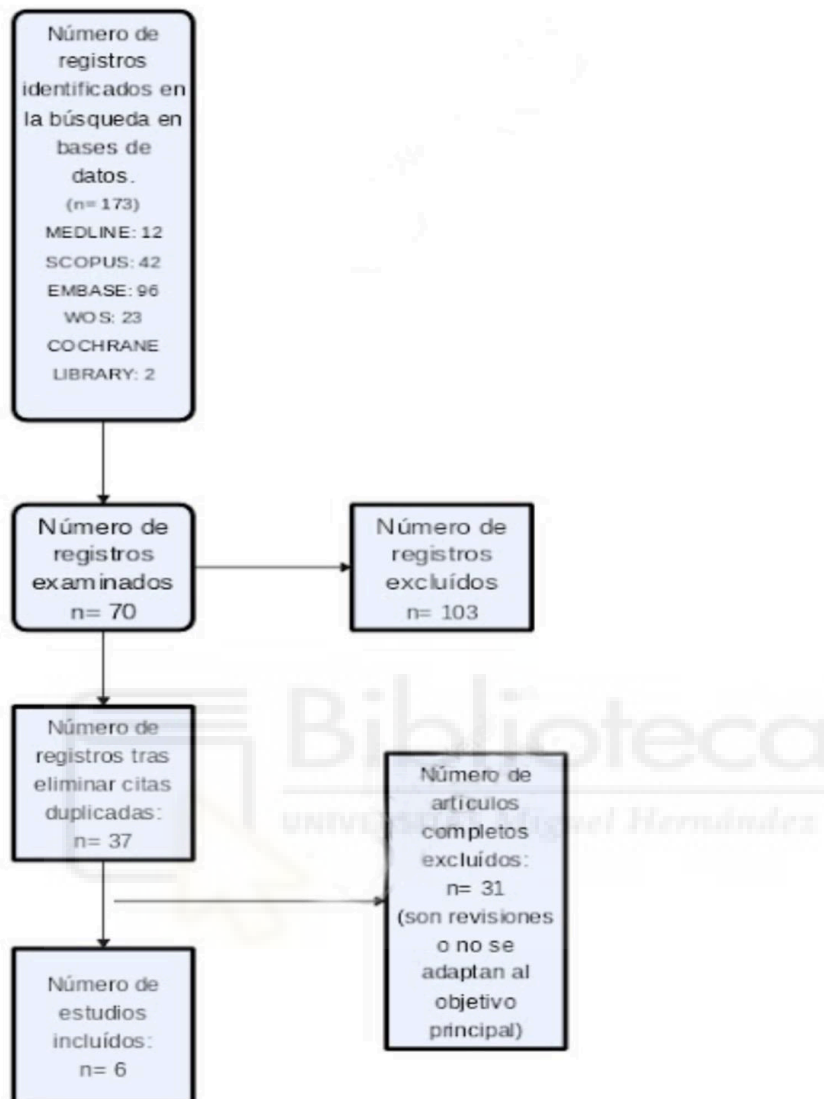 Número de
registros
identificados en
la búsqueda en
bases de
datos.
(n= 173)
MEDLINE: 12
SCOPUS: 42
EMBASE: 96
WOS: 23
COCHRANE
LIBRARY: 2
Número de
registros
examinados
n= 70
Número de
registros
excluídos
n= 103
Número de
registros tras
eliminar citas
duplicadas:
n= 37
Número de
artículos
completos
excluídos:
n= 31
(son revisiones
o no se
adaptan al
objetivo
principal)
Número de
estudios
incluídos:
n= 6
Biblioteca
UNIVERSITAS Miguel Hernández